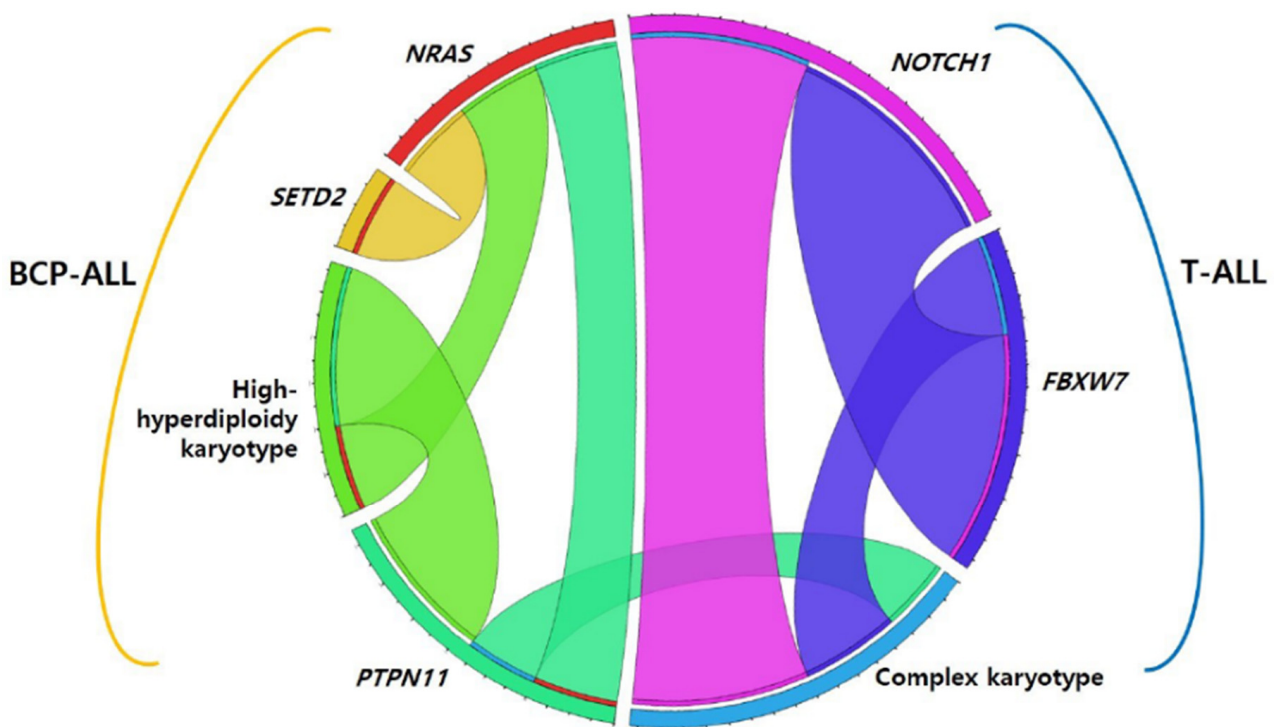 NRAS
NOTCH1
SETD2
BCP-ALL
T-ALL
High-
hyperdiploidy
karyotype
FBXW7
PTPN11
Complex karyotype